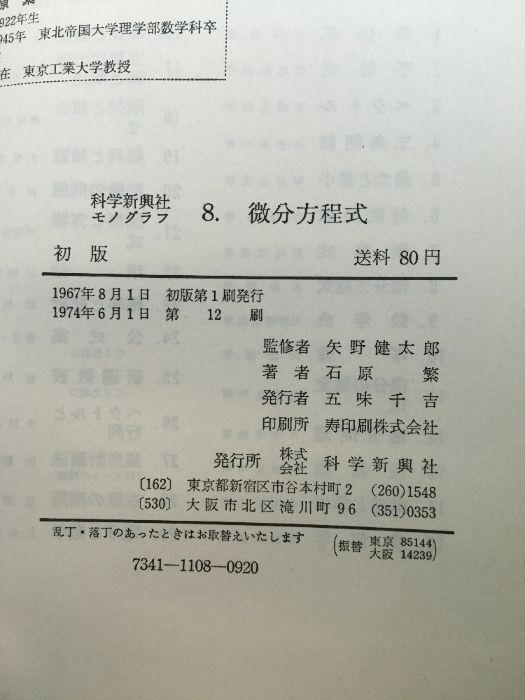 1922年生
1945年 東北帝国大学理学部数学科卒
在 東京工業大学教授
科学新興社
モノグラフ 8. 微分方程式
初版 送料 80円
1967年8月1日 初版第1刷発行
1974年6月1日 第12刷
監修者 矢野健太郎
著者 石原繁
発行者 五味千吉
印刷所 寿印刷株式会社
発行所 株式会社 科学新興社
〔162〕 東京都新宿区市谷本村町2 (260)1548
〔530〕 大阪市北区滝川町96 (351)0353
乱丁・落丁のあったときはお取替えいたします (振替 東京 85144 大阪 14239)
7341—1108—0920